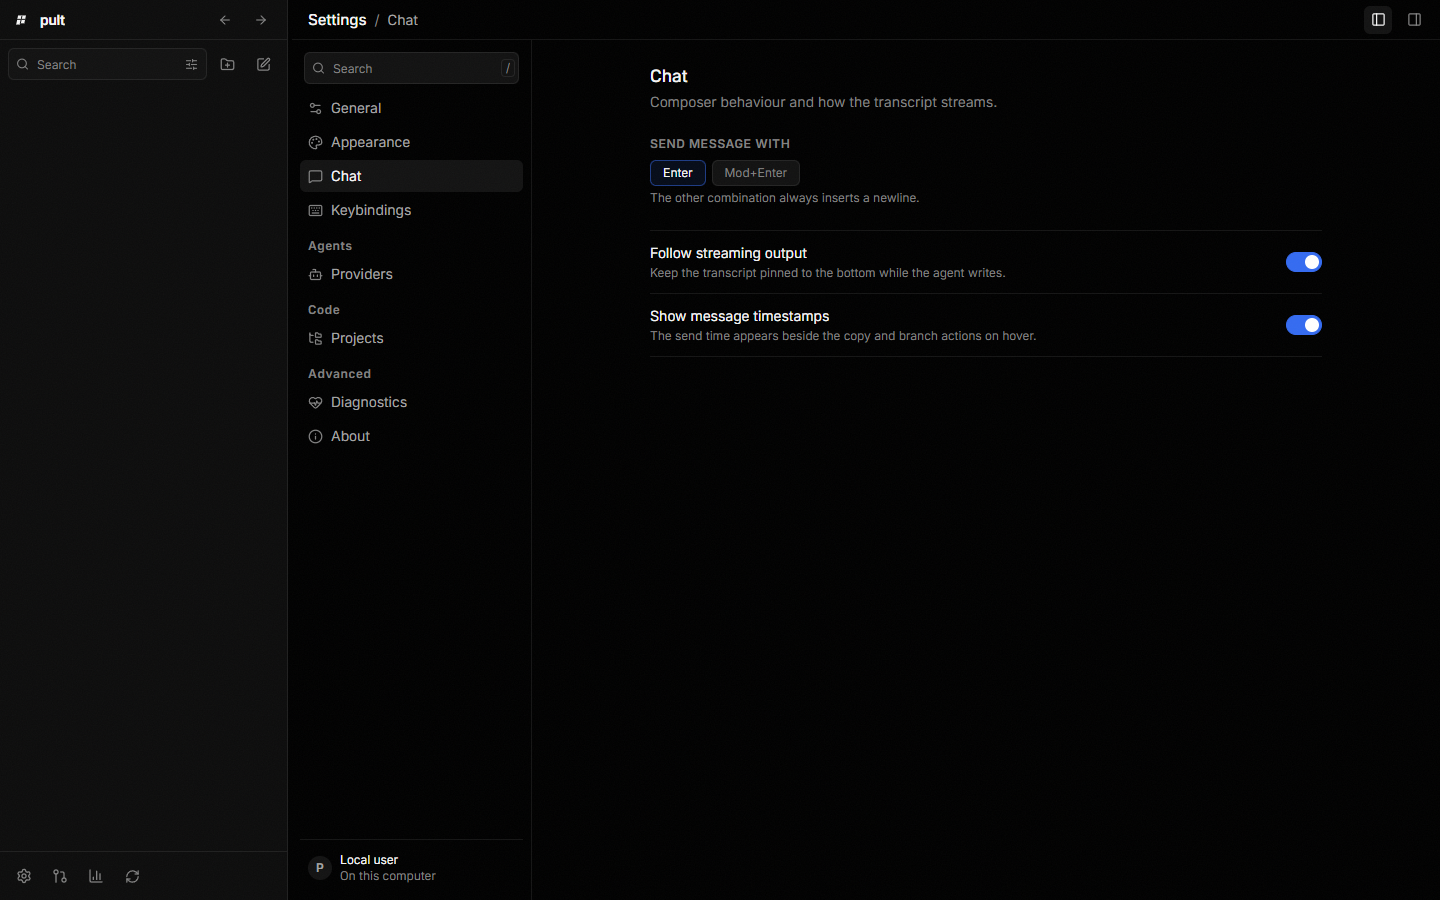 pult
Search
Settings / Chat
Search /
General
Appearance
Chat
Keybindings
Agents
Providers
Code
Projects
Advanced
Diagnostics
About
P
Local user
On this computer
Chat
Composer behaviour and how the transcript streams.
SEND MESSAGE WITH
Enter Mod+Enter
The other combination always inserts a newline.
Follow streaming output
Keep the transcript pinned to the bottom while the agent writes.
Show message timestamps
The send time appears beside the copy and branch actions on hover.